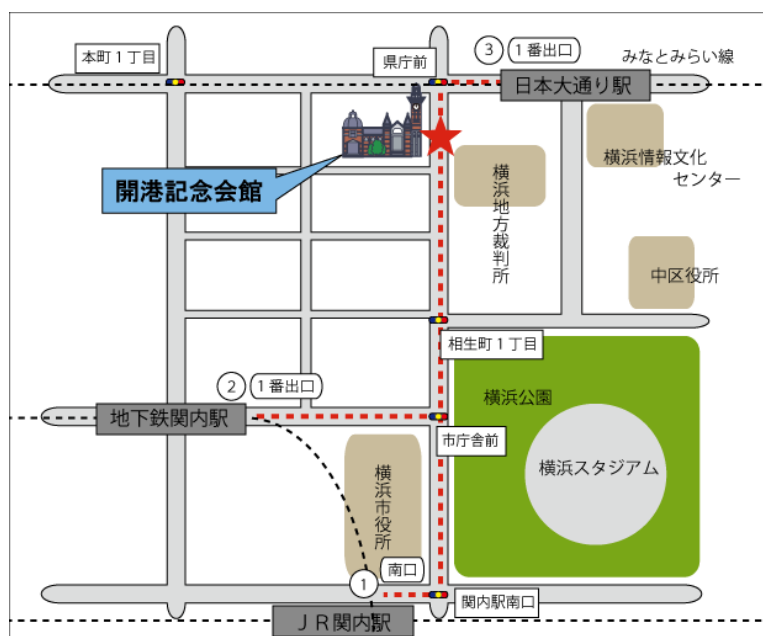 本町１丁目
県庁前
③
１番出口
みなとみらい線
日本大通り駅
開港記念会館
横浜地方裁判所
横浜情報文化
センター
中区役所
相生町１丁目
②
１番出口
地下鉄関内駅
市庁舎前
横浜公園
横浜スタジアム
横浜市役所
①
南口
関内駅南口
ＪＲ関内駅